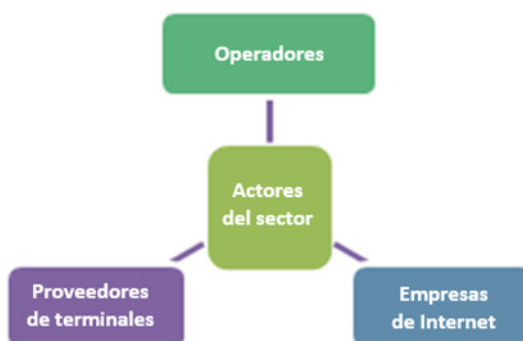 Operadores
Actores
del sector
Proveedores
de terminales
Empresas
de Internet